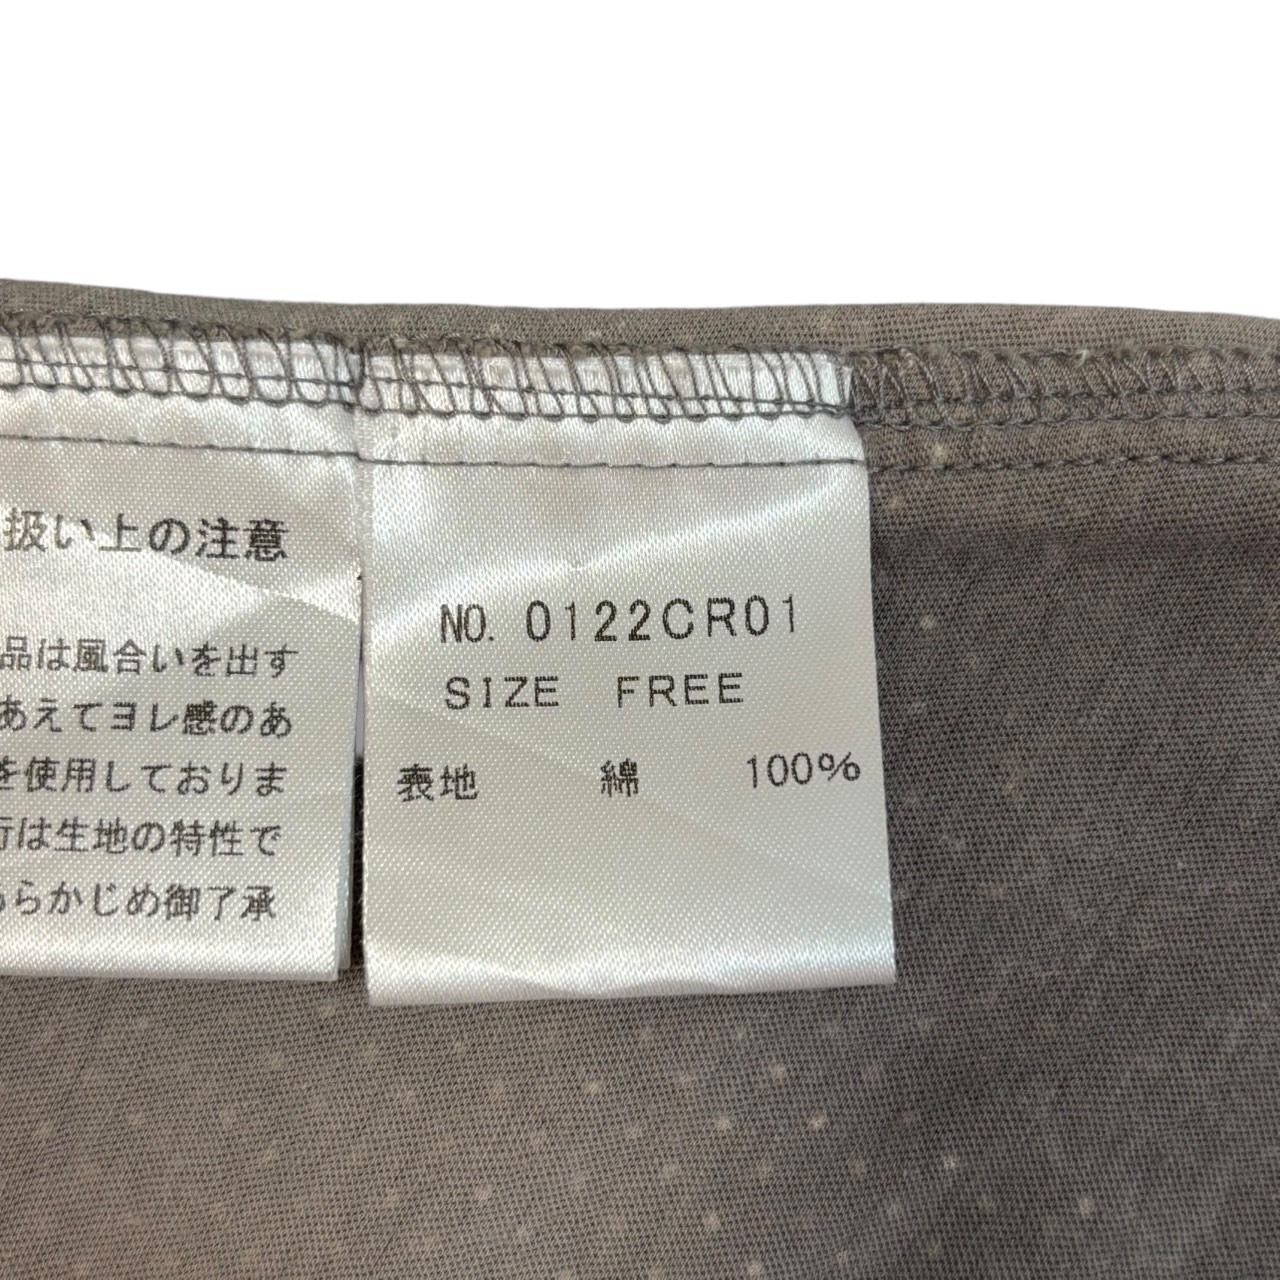 扱い上の注意
品は風合いを出す
あえてヨレ感のあ
を使用しておりま
行は生地の特性で
らかじめ御了承
NO. 0122CR01
SIZE FREE
表地 綿 100%